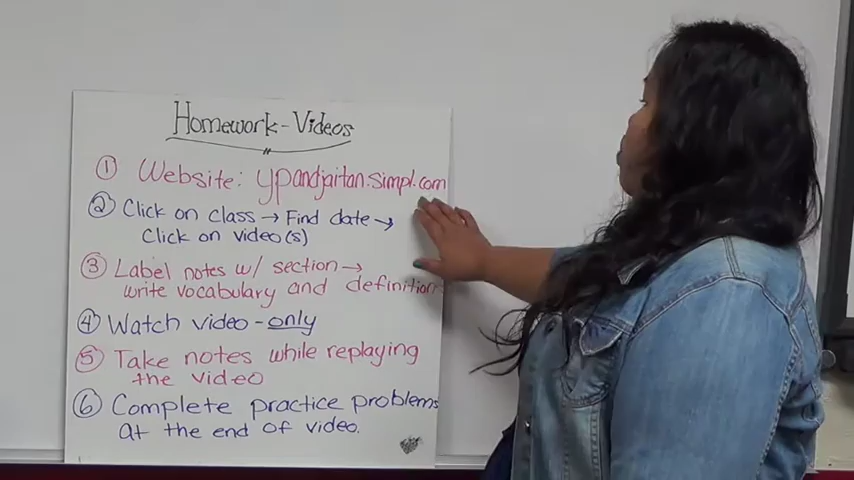 Homework - Videos
① Website: ypandjaitan.simpl.com
② Click on Class → Find date →
Click on video(s)
③ Label notes w/ section →
write vocabulary and definition
④ Watch video - only
⑤ Take notes while replaying
the video
⑥ Complete practice problems
at the end of video.